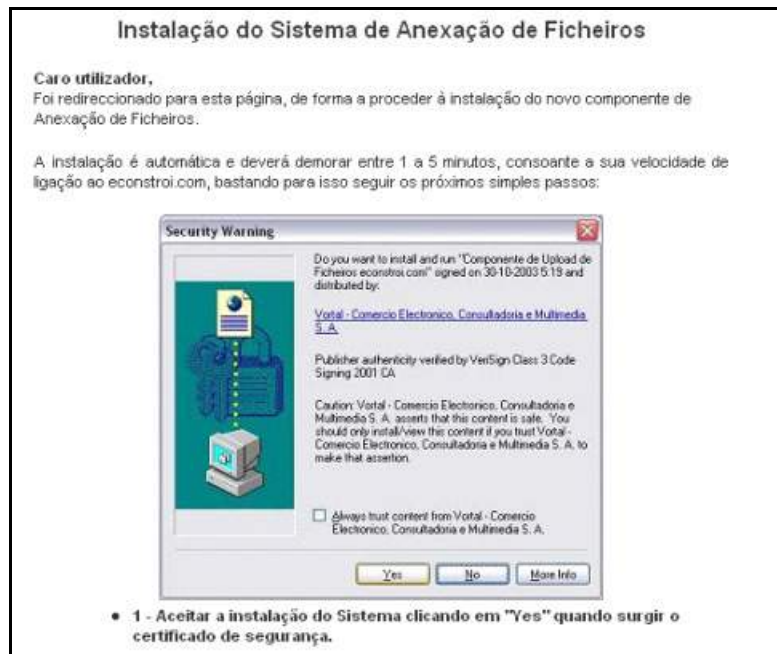 Instalação do Sistema de Anexação de Ficheiros
Caro utilizador,
Foi redireccionado para esta página, de forma a proceder à instalação do novo componente de
Anexação de Ficheiros.
A instalação é automática e deverá demorar entre 1 a 5 minutos, consoante a sua velocidade de
ligação ao econstroi.com, bastando para isso seguir os próximos simples passos:
Security Warning
Do you want to install and run "Componente de Upload de
Ficheiros econstroi.com" signed on 30-10-2003 5:19 and
distributed by:
Vortal - Comercio Electronico, Consultadoria e Multimedia
S. A.
Publisher authenticity verified by VeriSign Class 3 Code
Signing 2001 CA
Caution: Vortal - Comercio Electronico, Consultadoria e
Multimedia S. A. asserts that this content is safe. You
should only install/view this content if you trust Vortal -
Comercio Electronico, Consultadoria e Multimedia S. A. to
make that assertion.
Always trust content from Vortal - Comercio
Electronico, Consultadoria e Multimedia S. A.
Yes No More Info
• 1 - Aceitar a instalação do Sistema clicando em "Yes" quando surgir o
certificado de segurança.